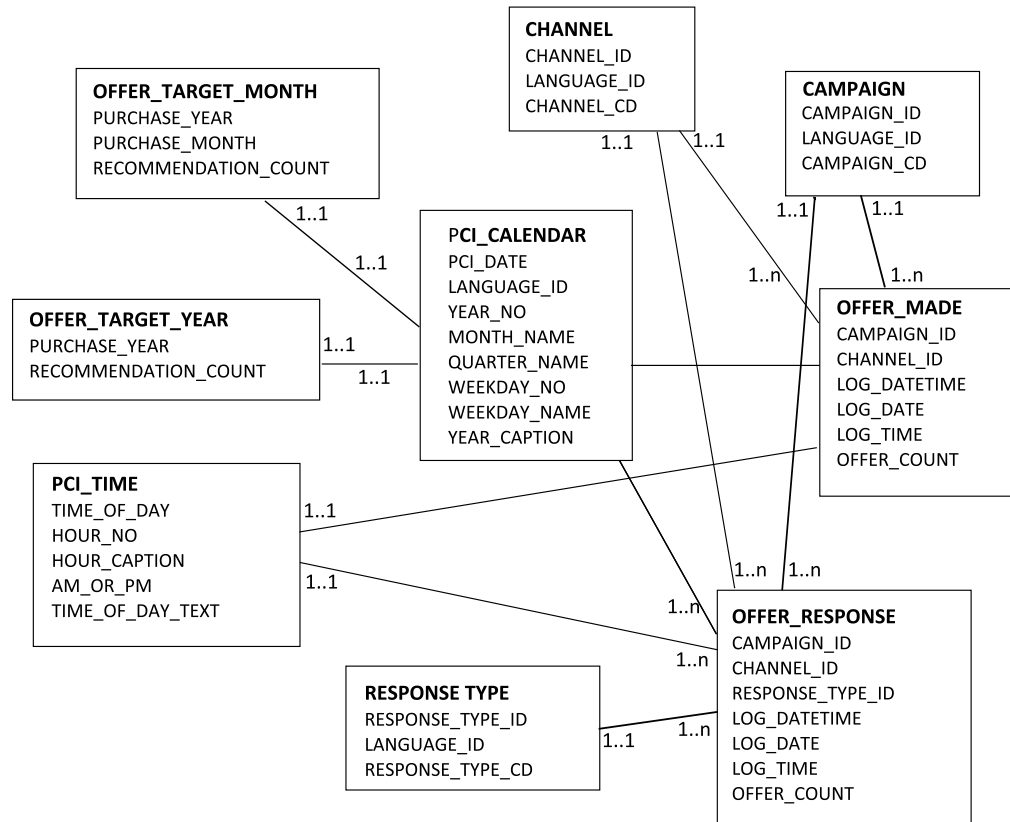 CHANNEL
CHANNEL_ID
LANGUAGE_ID
CHANNEL_CD
1..1
1..1
OFFER_TARGET_MONTH
PURCHASE_YEAR
PURCHASE_MONTH
RECOMMENDATION_COUNT
1..1
1..1
CAMPAIGN
CAMPAIGN_ID
LANGUAGE_ID
CAMPAIGN_CD
1..1
1..1
PCI_CALENDAR
PCI_DATE
LANGUAGE_ID
YEAR_NO
MONTH_NAME
QUARTER_NAME
WEEKDAY_NO
WEEKDAY_NAME
YEAR_CAPTION
1..n
1..n
OFFER_TARGET_YEAR
PURCHASE_YEAR
RECOMMENDATION_COUNT
1..1
1..1
OFFER_MADE
CAMPAIGN_ID
CHANNEL_ID
LOG_DATETIME
LOG_DATE
LOG_TIME
OFFER_COUNT
PCI_TIME
TIME_OF_DAY
HOUR_NO
HOUR_CAPTION
AM_OR_PM
TIME_OF_DAY_TEXT
1..1
1..1
1..n
1..n
1..n
1..n
OFFER_RESPONSE
CAMPAIGN_ID
CHANNEL_ID
RESPONSE_TYPE_ID
LOG_DATETIME
LOG_DATE
LOG_TIME
OFFER_COUNT
RESPONSE TYPE
RESPONSE_TYPE_ID
LANGUAGE_ID
RESPONSE_TYPE_CD
1..1
1..n